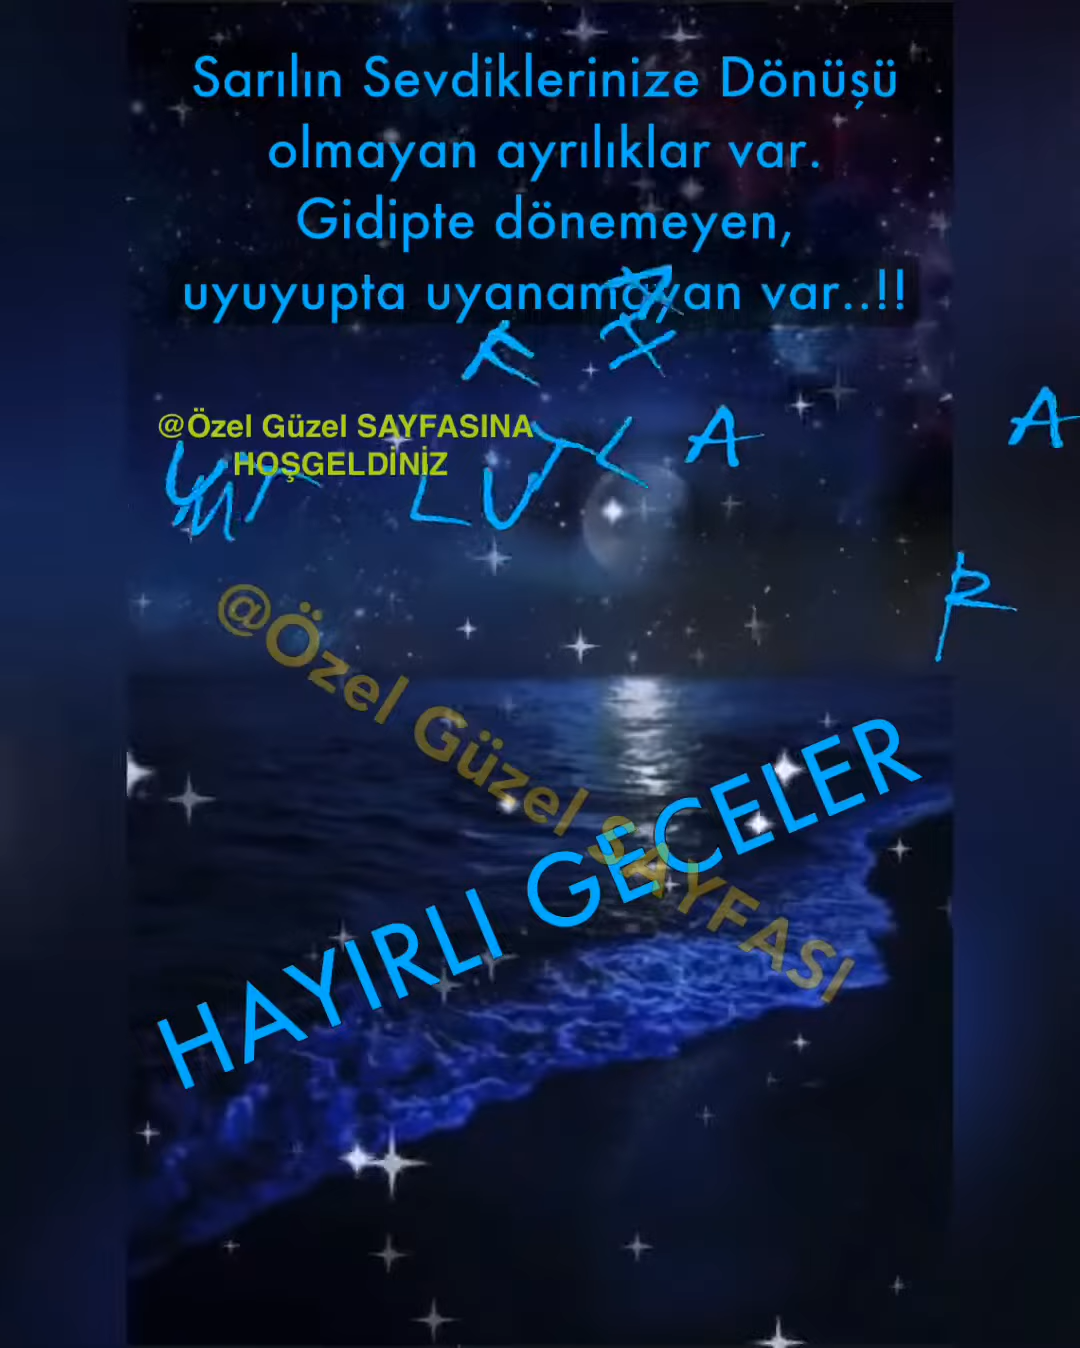 Sarılın Sevdiklerinize Dönüşü
olmayan ayrılıklar var.
Gidipte dönemeyen,
uyuyupta uyanamayan var..!!
@Özel Güzel SAYFASINA
HOŞGELDİNİZ
@Özel Güzel SAYFASI
HAYIRLI GECELER